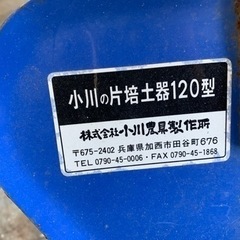 小川の片培土器120型
株式会社小川農具製作所
〒675-2402 兵庫県加西市田谷町676
TEL 0790-45-0006・FAX 0790-45-1868